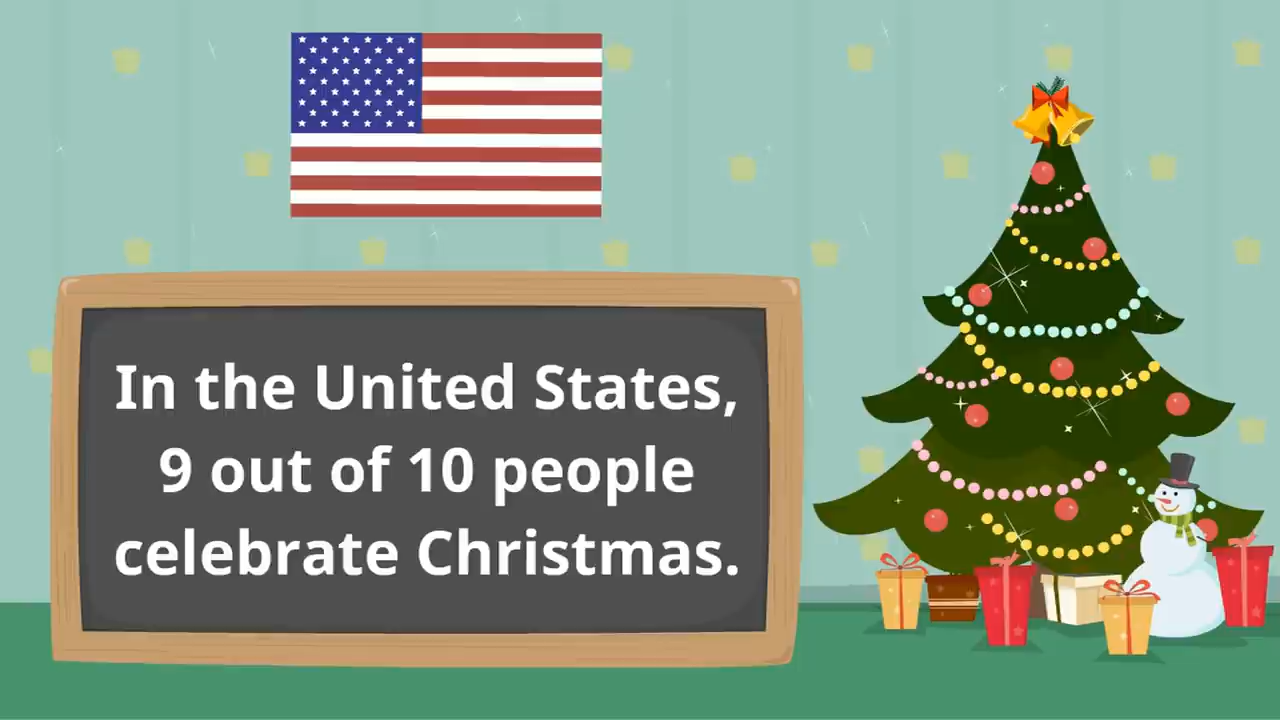 In the United States,
9 out of 10 people
celebrate Christmas.